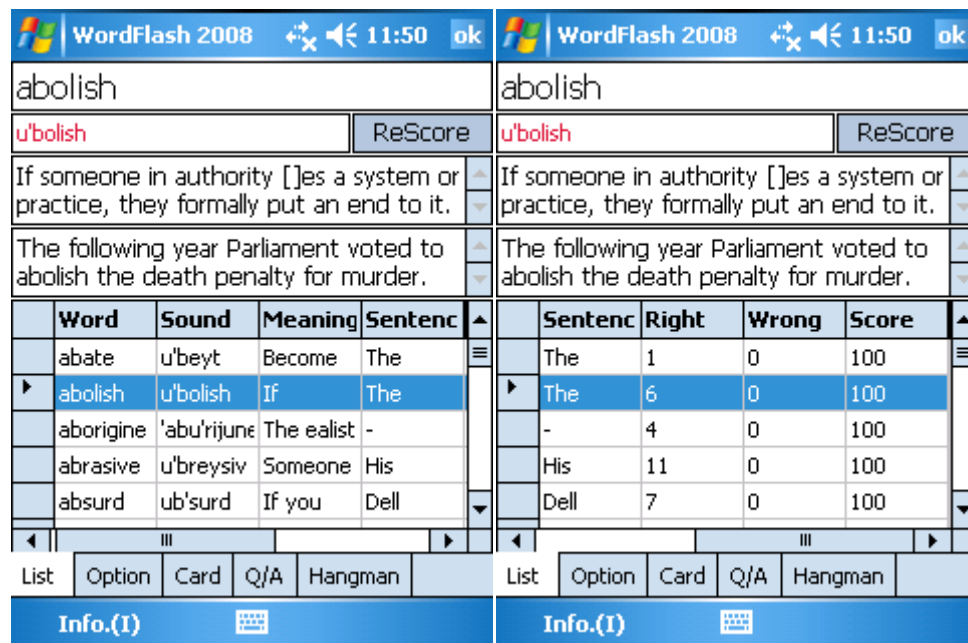 WordFlash 2008 11:50 ok
abolish
u'bolish ReScore
If someone in authority []es a system or
practice, they formally put an end to it.
The following year Parliament voted to
abolish the death penalty for murder.
Word Sound Meaning Sentenc
abate u'beyt Become The
abolish u'bolish If The
aborigine 'abu'rijune The ealist -
abrasive u'breysiv Someone His
absurd ub'surd If you Dell
List Option Card Q/A Hangman
Info.(I)
WordFlash 2008 11:50 ok
abolish
u'bolish ReScore
If someone in authority []es a system or
practice, they formally put an end to it.
The following year Parliament voted to
abolish the death penalty for murder.
Sentenc Right Wrong Score
The 1 0 100
The 6 0 100
- 4 0 100
His 11 0 100
Dell 7 0 100
List Option Card Q/A Hangman
Info.(I)